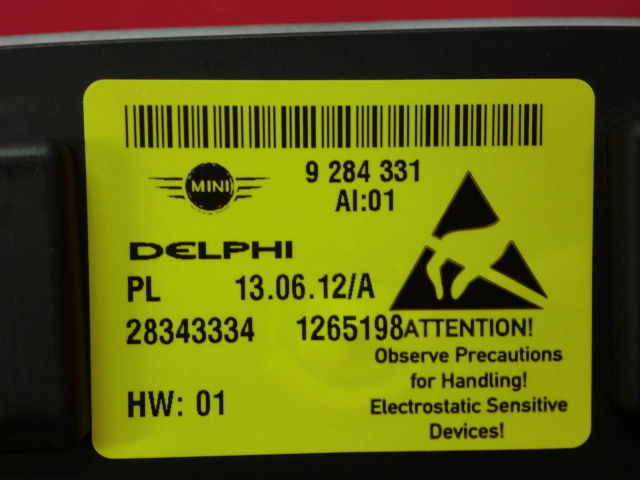 MINI
9 284 331
AI:01
DELPHI
PL 13.06.12/A
28343334 1265198
ATTENTION!
Observe Precautions
for Handling!
Electrostatic Sensitive
Devices!
HW: 01